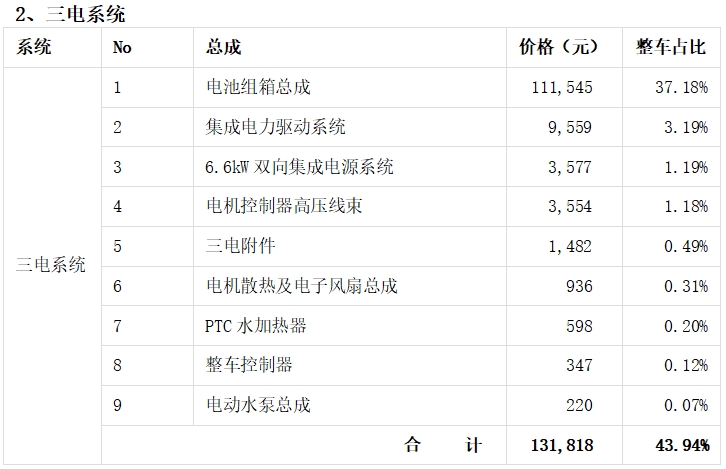 2、三电系统
系统 No 总成 价格（元） 整车占比
1 电池组箱总成 111,545 37.18%
2 集成电力驱动系统 9,559 3.19%
3 6.6kW双向集成电源系统 3,577 1.19%
4 电机控制器高压线束 3,554 1.18%
三电系统 5 三电附件 1,482 0.49%
6 电机散热及电子风扇总成 936 0.31%
7 PTC水加热器 598 0.20%
8 整车控制器 347 0.12%
9 电动水泵总成 220 0.07%
合 计 131,818 43.94%